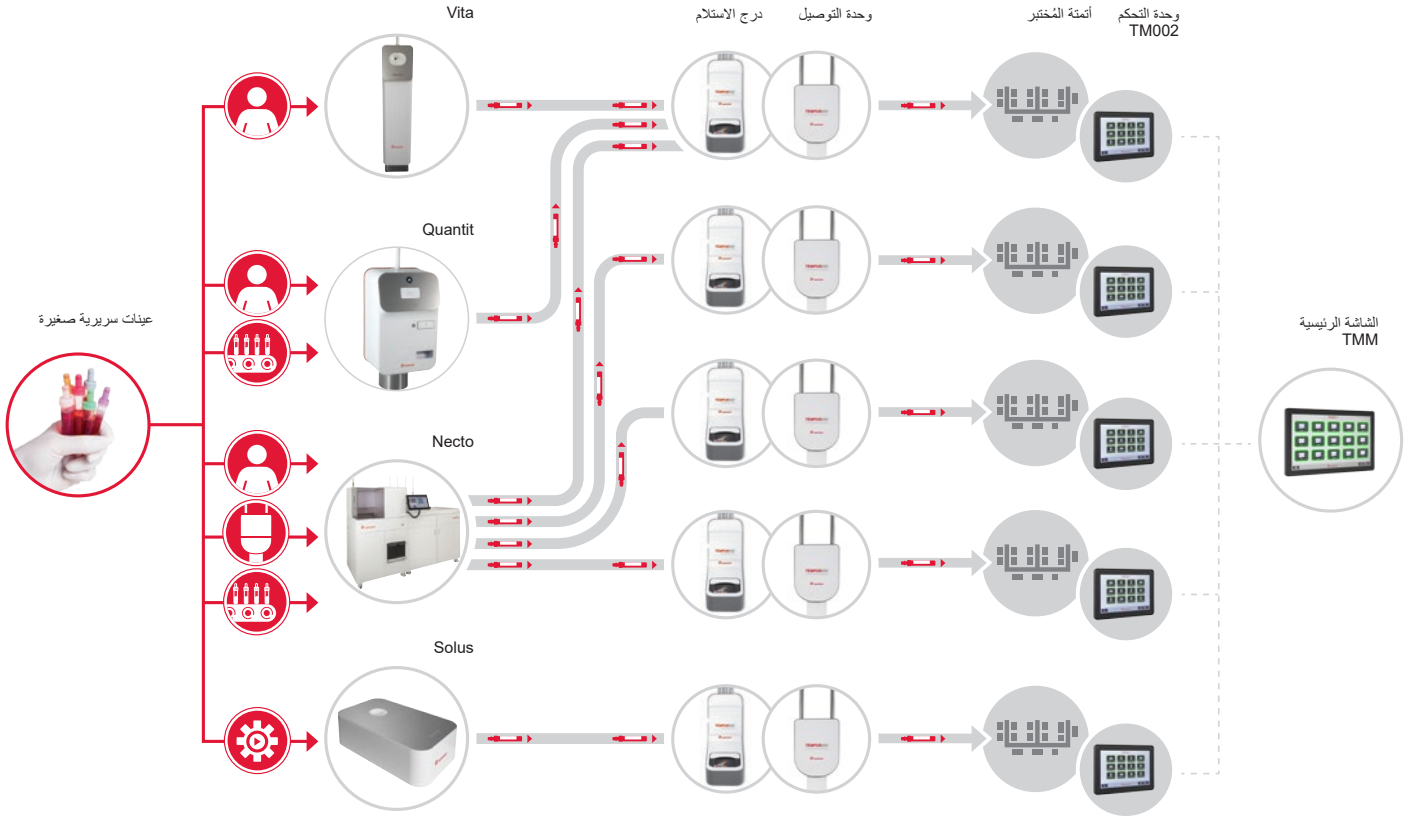 Vita
درج الاستلام
وحدة التوصيل
أتمتة المُختبر
وحدة التحكم
TM002
Quantit
عينات سريرية صغيرة
الشاشة الرئيسية
TMM
Necto
Solus